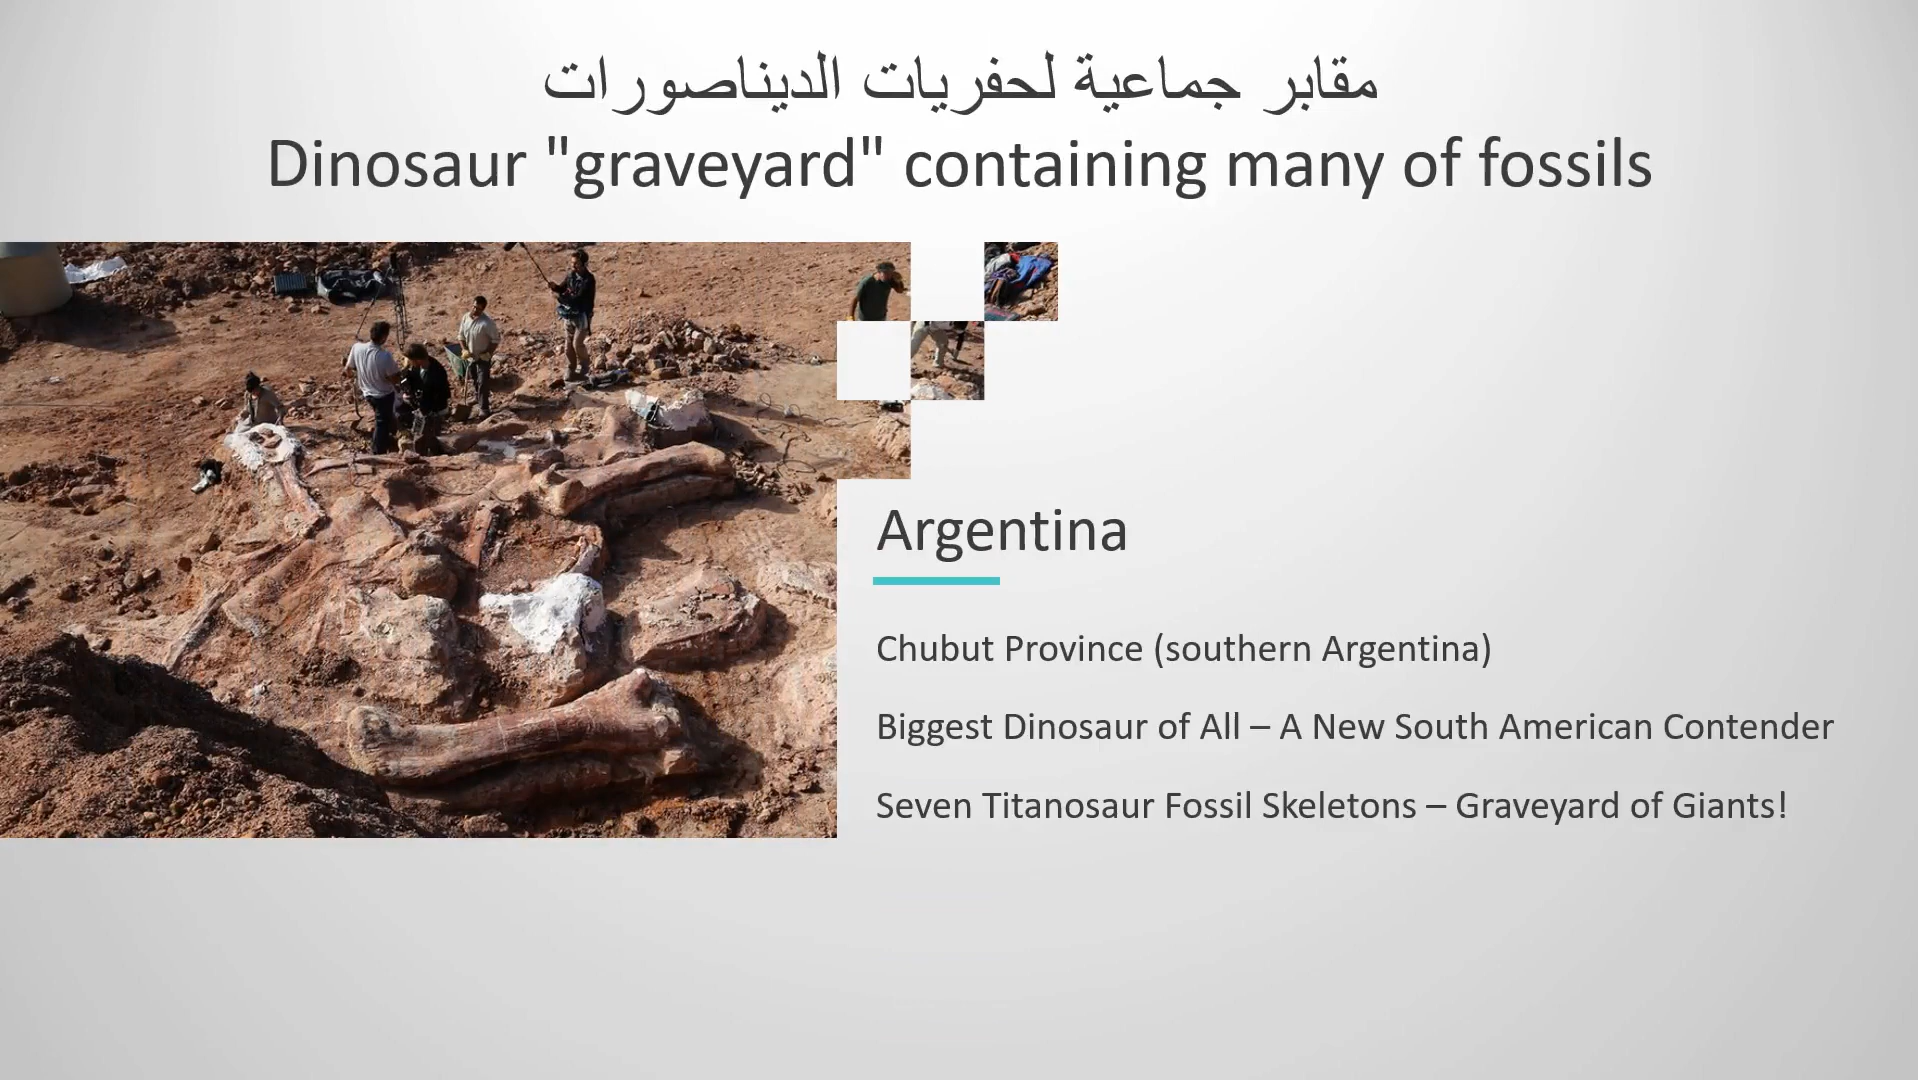 مقابر جماعية لحفريات الديناصورات
Dinosaur "graveyard" containing many of fossils
Argentina
Chubut Province (southern Argentina)
Biggest Dinosaur of All – A New South American Contender
Seven Titanosaur Fossil Skeletons – Graveyard of Giants!